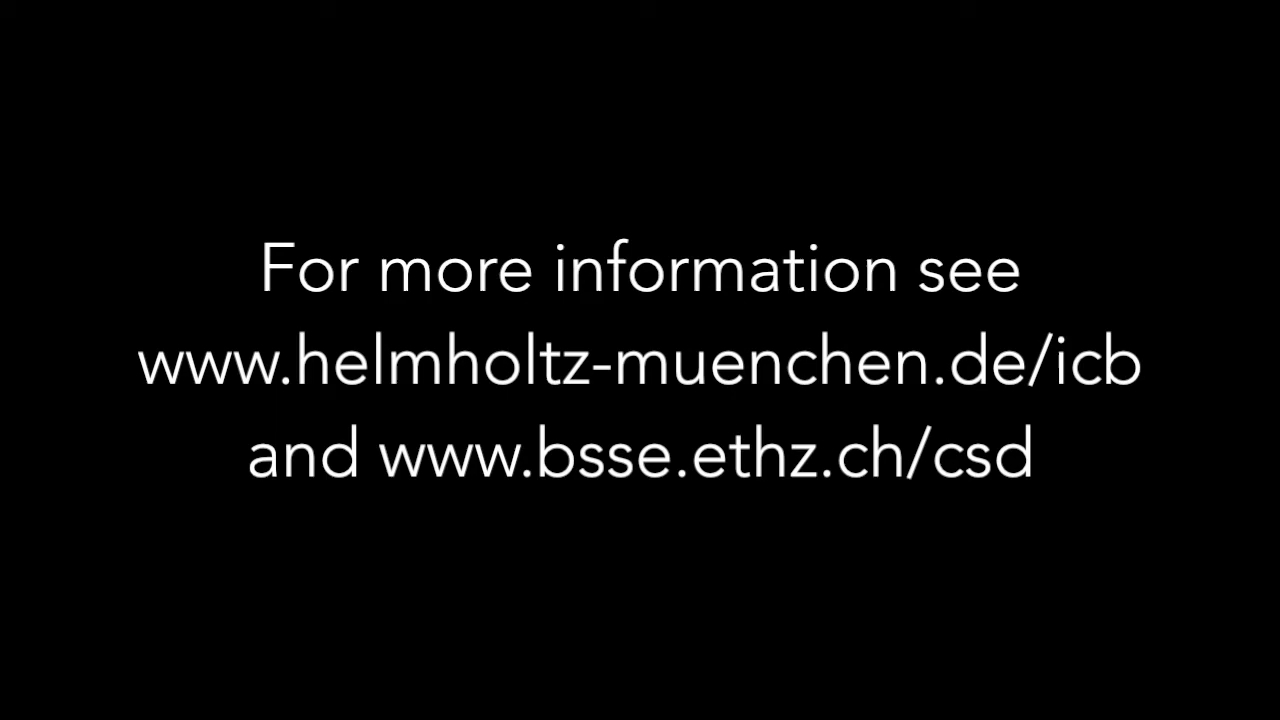 For more information see
www.helmholtz-muenchen.de/icb
and www.bsse.ethz.ch/csd